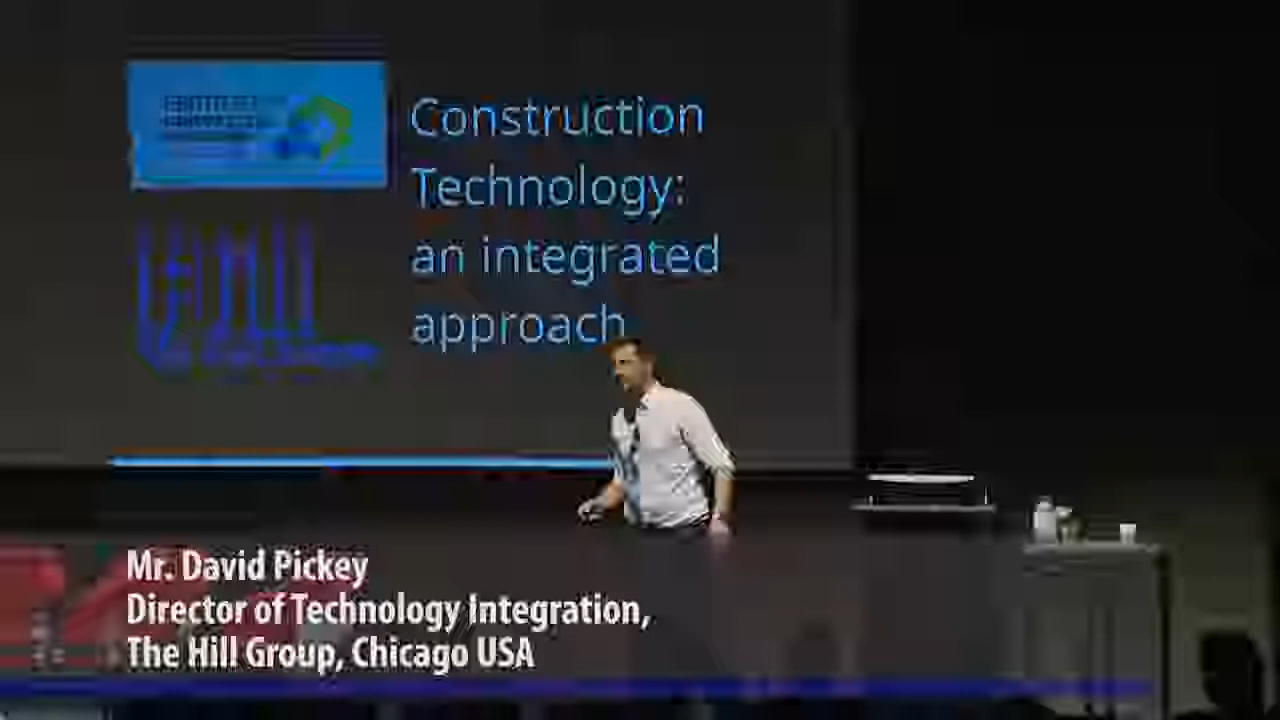 Construction
Technology:
an integrated
approach
Mr. David Pickey
Director of Technology Integration,
The Hill Group, Chicago USA